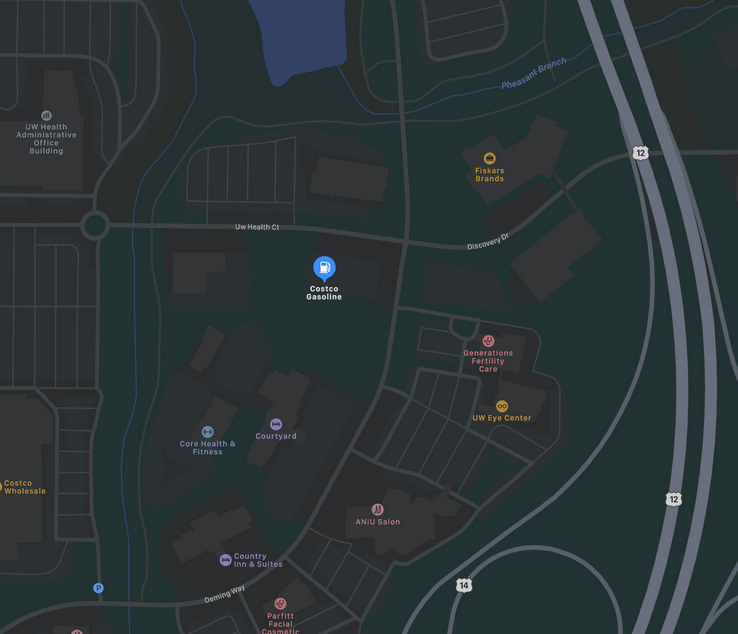 Pheasant Branch
UW Health
Administrative
Office
Building
12
Fiskars
Brands
Uw Health Ct
Discovery Dr
Costco
Gasoline
Generations
Fertility
Care
UW Eye Center
Courtyard
Core Health &
Fitness
Costco
Wholesale
12
ANiU Salon
Country
Inn & Suites
14
P
Deming Way
Parfitt
Facial
Cosmetic